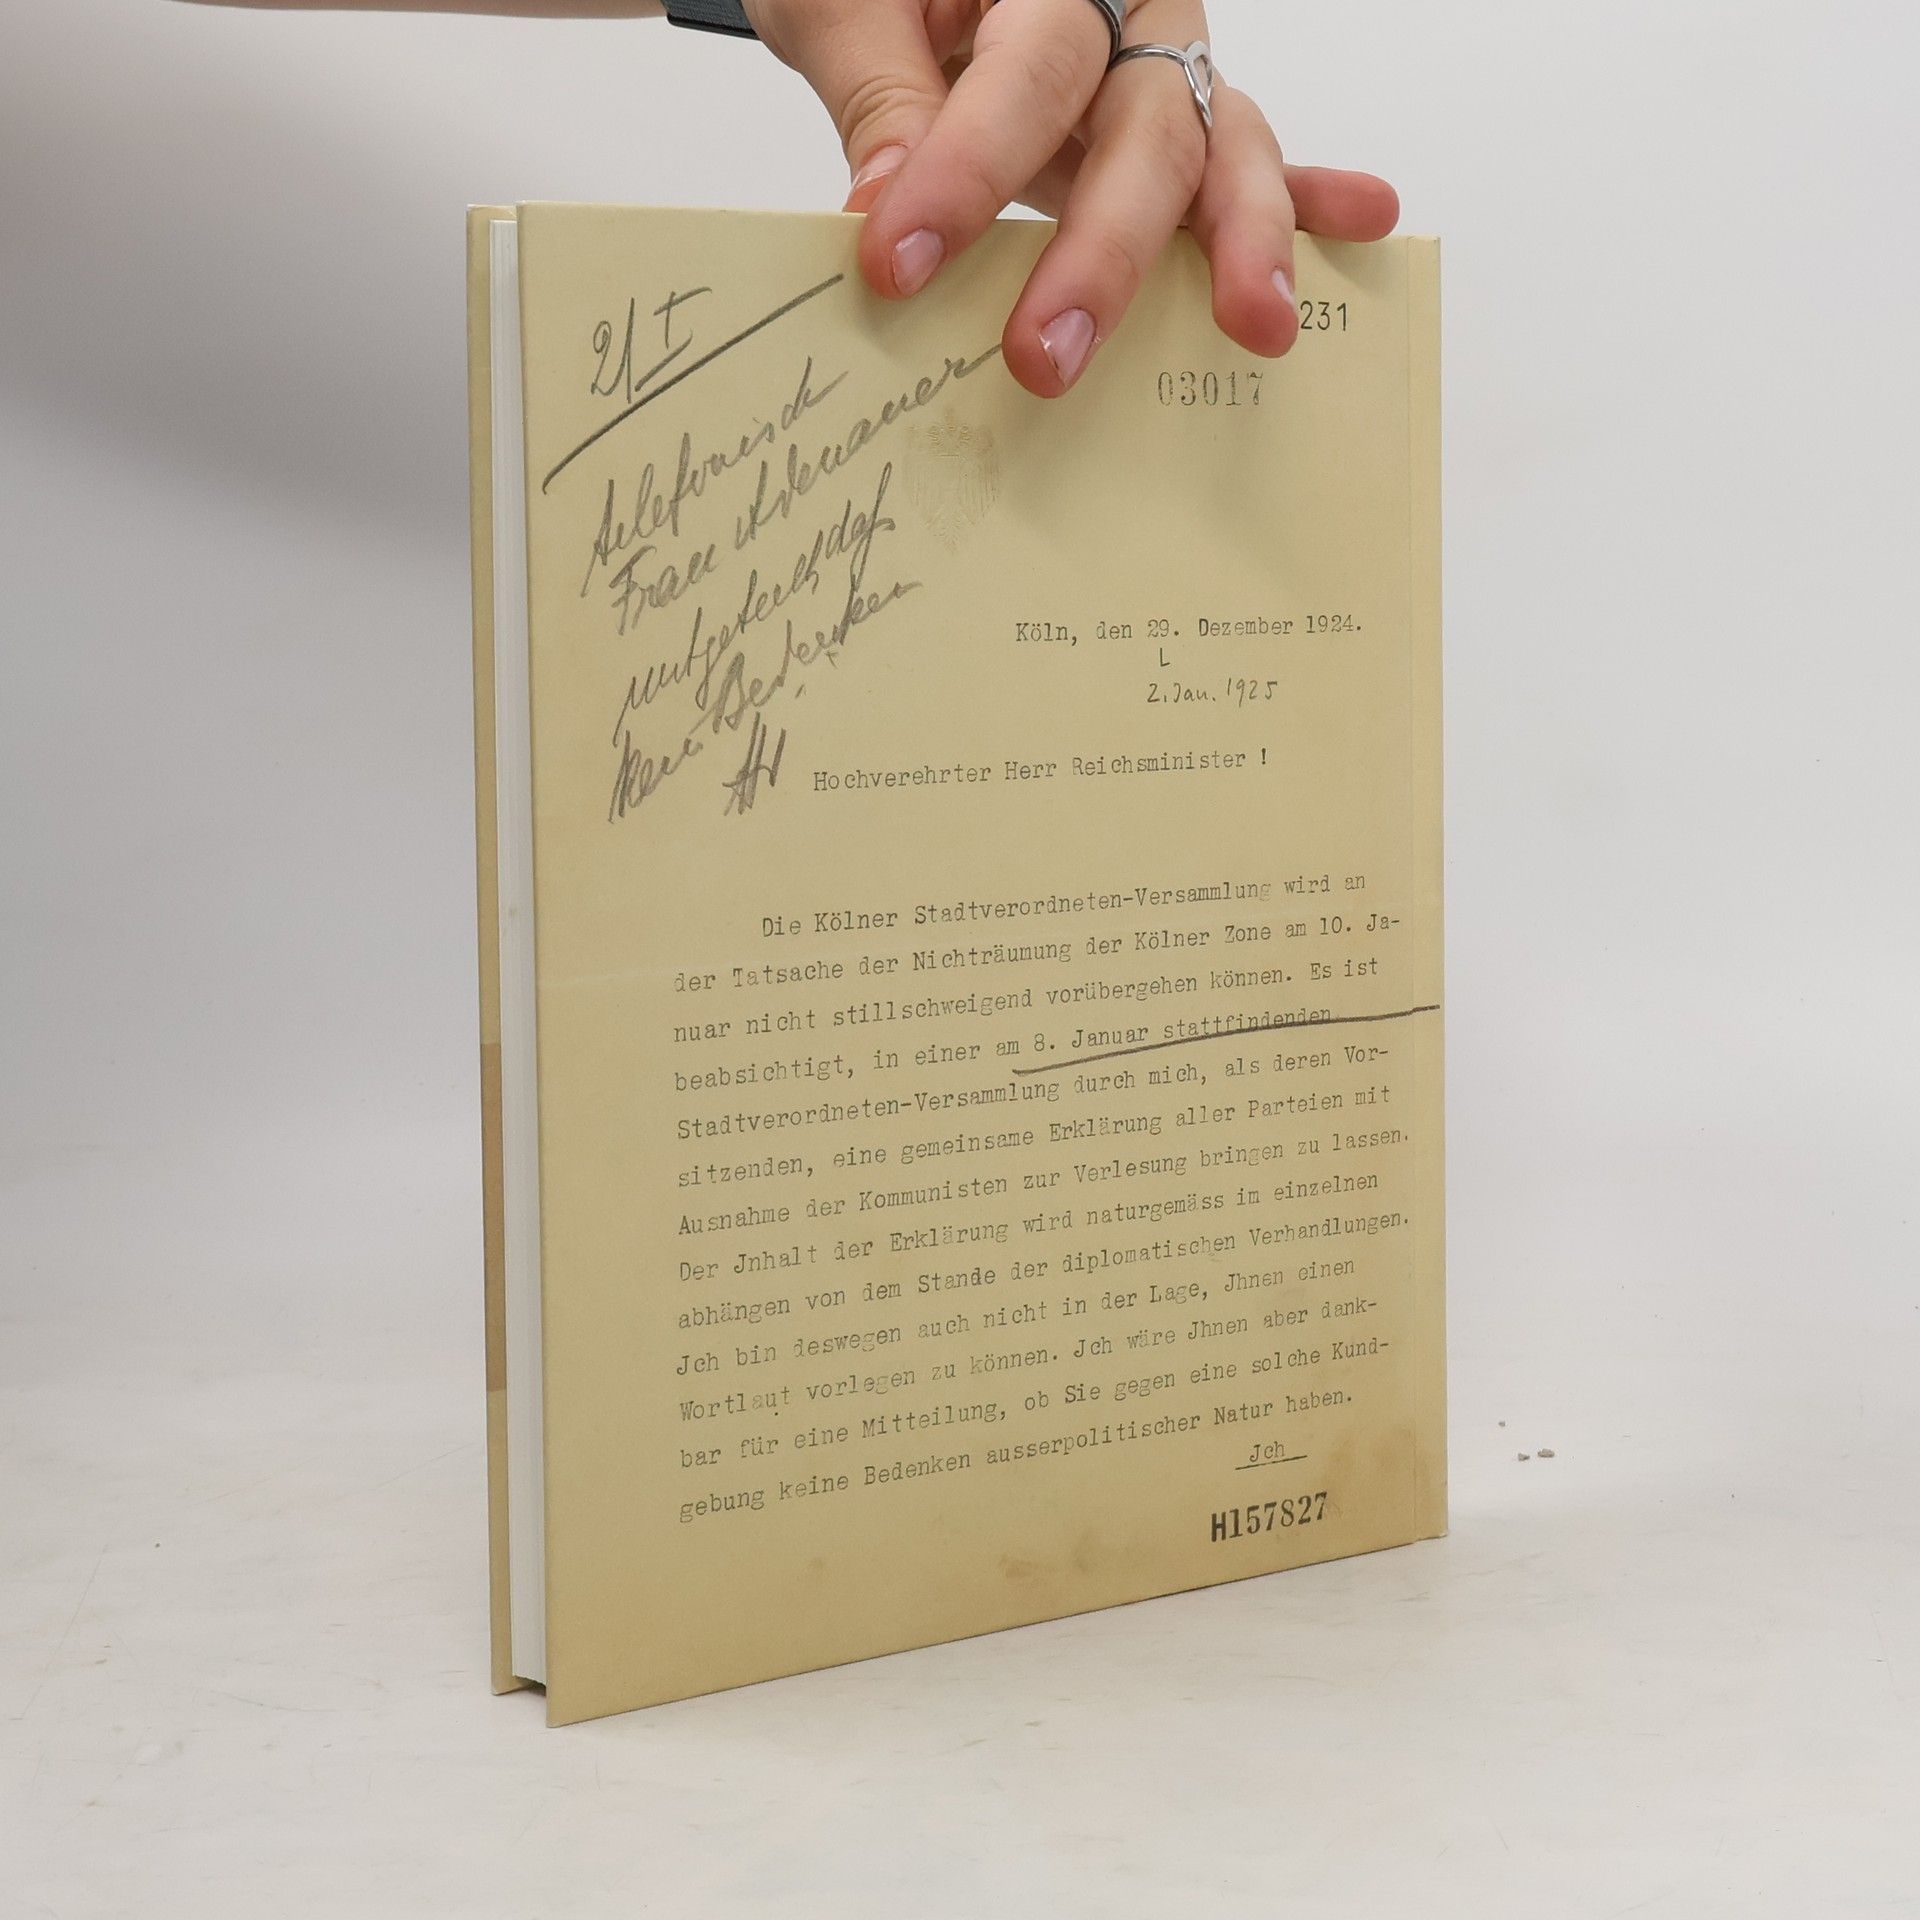 21/I
telefonisch
Frau Adenauer
mitgeteilt, daß
kein Bedenken
231
03017
Köln, den 29. Dezember 1924.
L
2. Jan. 1925
Hochverehrter Herr Reichsminister !
Die Kölner Stadtverordneten-Versammlung wird an
der Tatsache der Nichträumung der Kölner Zone am 10. Ja-
nuar nicht stillschweigend vorübergehen können. Es ist
beabsichtigt, in einer am 8. Januar stattfindenden
Stadtverordneten-Versammlung durch mich, als deren Vor-
sitzenden, eine gemeinsame Erklärung aller Parteien mit
Ausnahme der Kommunisten zur Verlesung bringen zu lassen.
Der Jnhalt der Erklärung wird naturgemäss im einzelnen
abhängen von dem Stande der diplomatischen Verhandlungen.
Jch bin deswegen auch nicht in der Lage, Jhnen einen
Wortlaut vorlegen zu können. Jch wäre Jhnen aber dank-
bar für eine Mitteilung, ob Sie gegen eine solche Kund-
gebung keine Bedenken ausserpolitischer Natur haben.
Jch
H157827